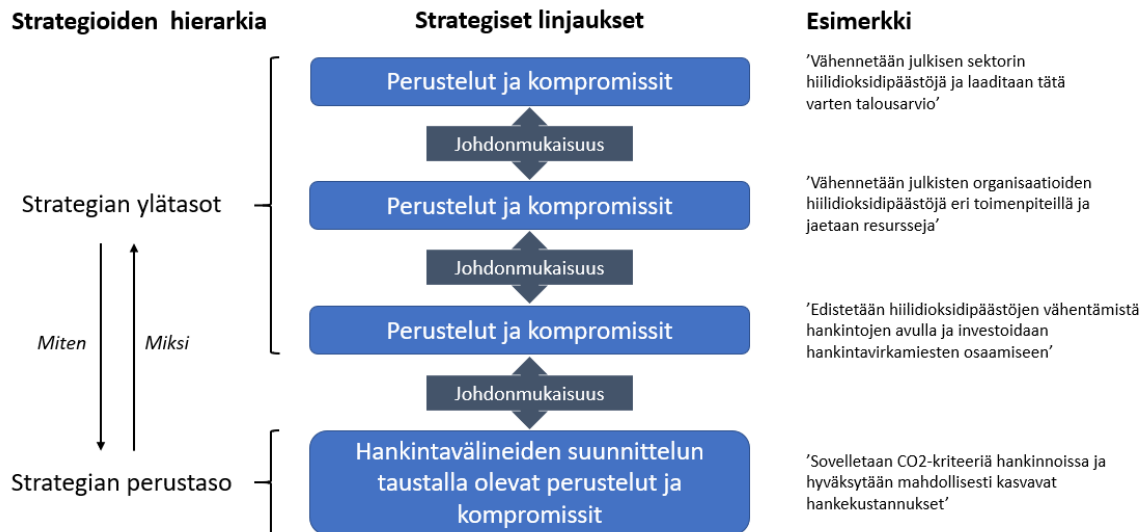 Strategioiden hierarkia
Strategiset linjaukset
Esimerkki
Perustelut ja kompromissit
’Vähennetään julkisen sektorin
hiilidioksidipäästöjä ja laaditaan tätä
varten talousarvio’
Johdonmukaisuus
Strategian ylätasot
Perustelut ja kompromissit
’Vähennetään julkisten organisaatioiden
hiilidioksidipäästöjä eri toimenpiteillä ja
jaetaan resursseja’
Johdonmukaisuus
Miten
Miksi
Perustelut ja kompromissit
’Edistetään hiilidioksidipäästöjen vähentämistä
hankintojen avulla ja investoidaan
hankintavirkamiesten osaamiseen’
Johdonmukaisuus
Strategian perustaso
Hankintavälineiden suunnittelun
taustalla olevat perustelut ja
kompromissit
’Sovelletaan CO2-kriteeriä hankinnoissa ja
hyväksytään mahdollisesti kasvavat
hankekustannukset’